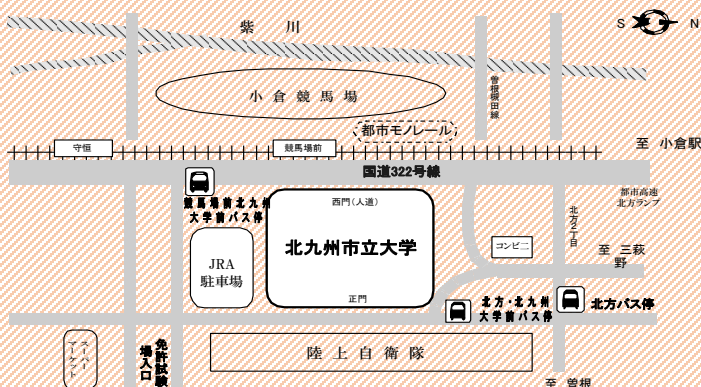 紫 川
S
N
小 倉 競 馬 場
曽根槻田線
都市モノレール
至 小倉駅
守恒
競馬場前
国道322号線
競馬場前北九州
大学前バス停
西門(人道)
都市高速
北方ランプ
北方2丁目
北九州市立大学
コンビニ
至 三萩
野
JRA
駐車場
正門
北方・北九州
大学前バス停
北方バス停
スーパー
マーケット
免許試験
場入口
陸 上 自 衛 隊
至 曽根